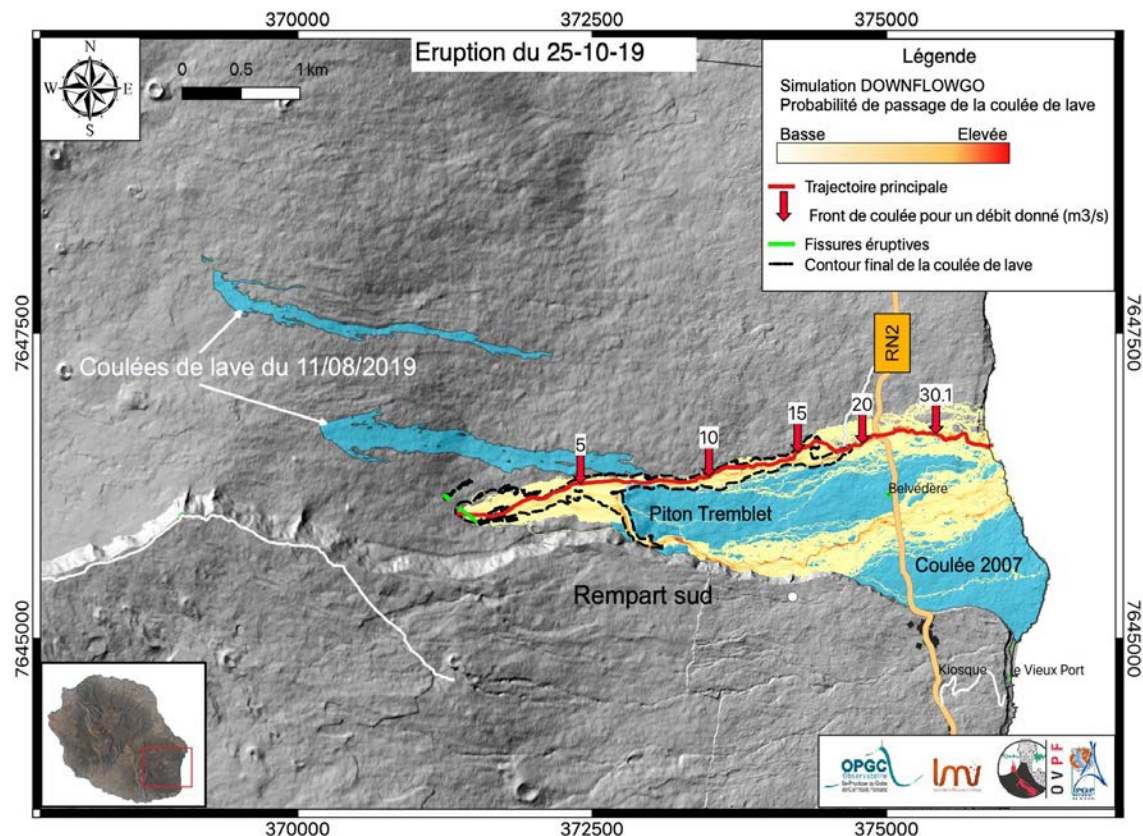 370000
372500
375000
Eruption du 25-10-19
N
W
E
S
0
0.5
1 km
Légende
Simulation DOWNFLOWGO
Probabilité de passage de la coulée de lave
Basse
Elevée
Trajectoire principale
Front de coulée pour un débit donné (m3/s)
Fissures éruptives
Contour final de la coulée de lave
7647500
7647500
RN2
Coulées de lave du 11/08/2019
5
10
15
20
30.1
Belvédère
Piton Tremblet
Coulée 2007
Rempart sud
7645000
7645000
Kiosque
e Vieux Port
OPGC
Observatoire
lmv
OVPF
IPGP
370000
372500
375000